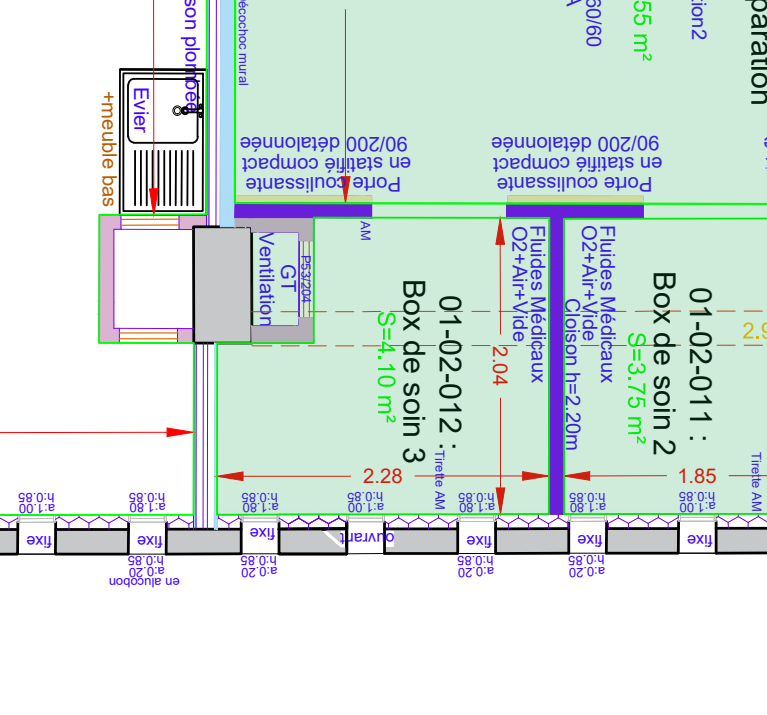 son plombée
écochoc mural
60/60
A
55 m²
tion2
paration
Evier
+meuble bas
Porte coulissante
en statifié compact
90/200 détalonnée
Porte coulissante
en statifié compact
90/200 détalonnée
AM
P53/204
GT
Ventilation
Fluides Médicaux
O2+Air+Vide
Fluides Médicaux
O2+Air+Vide
Cloison h=2.20m
01-02-012 :
Box de soin 3
S=4.10 m²
01-02-011 :
Box de soin 2
S=3.75 m²
2.04
2.9
2.28
1.85
Tirette AM
Tirette AM
a:1.00
h:0.85
a:1.80
h:0.85
a:1.80
h:0.85
a:1.00
h:0.85
a:1.80
h:0.85
a:1.80
h:0.85
a:1.00
h:0.85
fixe
fixe
fixe
ouvrant
fixe
fixe
fixe
a:0.20
h:0.85
en alucobon
a:0.20
h:0.85
a:0.20
h:0.85
a:0.20
h:0.85